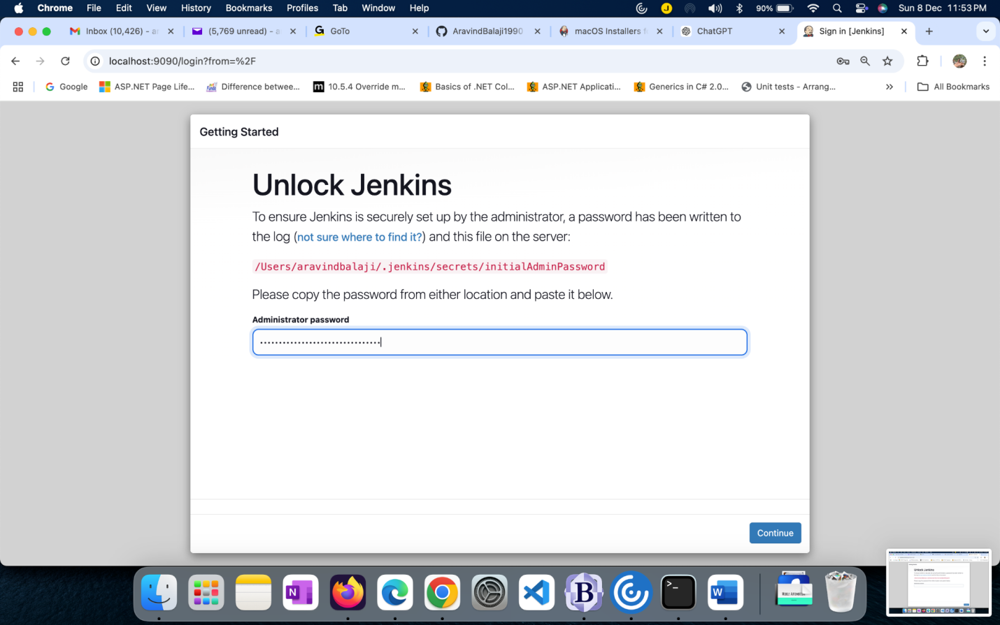 Chrome File Edit View History Bookmarks Profiles Tab Window Help J 90% Sun 8 Dec 11:53 PM
Inbox (10,426) - a (5,769 unread) - a GoTo AravindBalaji1990 macOS Installers f ChatGPT Sign in [Jenkins]
localhost:9090/login?from=%2F
Google ASP.NET Page Life... Difference betwee... m 10.5.4 Override m... Basics of .NET Col... ASP.NET Applicati... Generics in C# 2.0... Unit tests - Arrang... » All Bookmarks
Getting Started
Unlock Jenkins
To ensure Jenkins is securely set up by the administrator, a password has been written to
the log (not sure where to find it?) and this file on the server:
/Users/aravindbalaji/.jenkins/secrets/initialAdminPassword
Please copy the password from either location and paste it below.
Administrator password
••••••••••••••••••••••••••••••••
Continue
Unlock Jenkins
N B >_ W